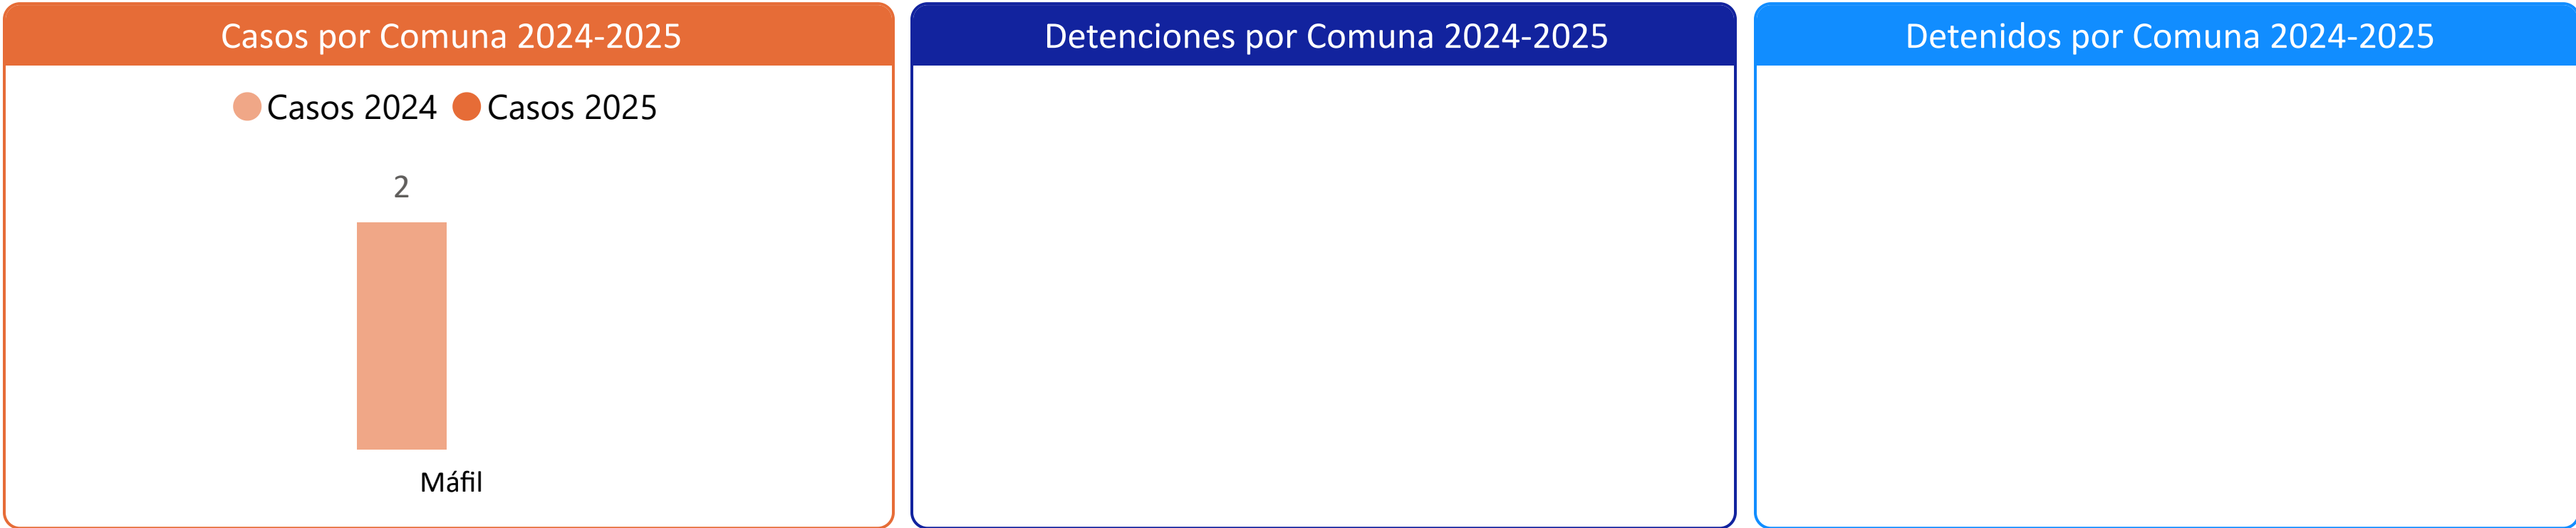 Casos por Comuna 2024-2025
Casos 2024
Casos 2025
2
Máfil
Detenciones por Comuna 2024-2025
Detenidos por Comuna 2024-2025